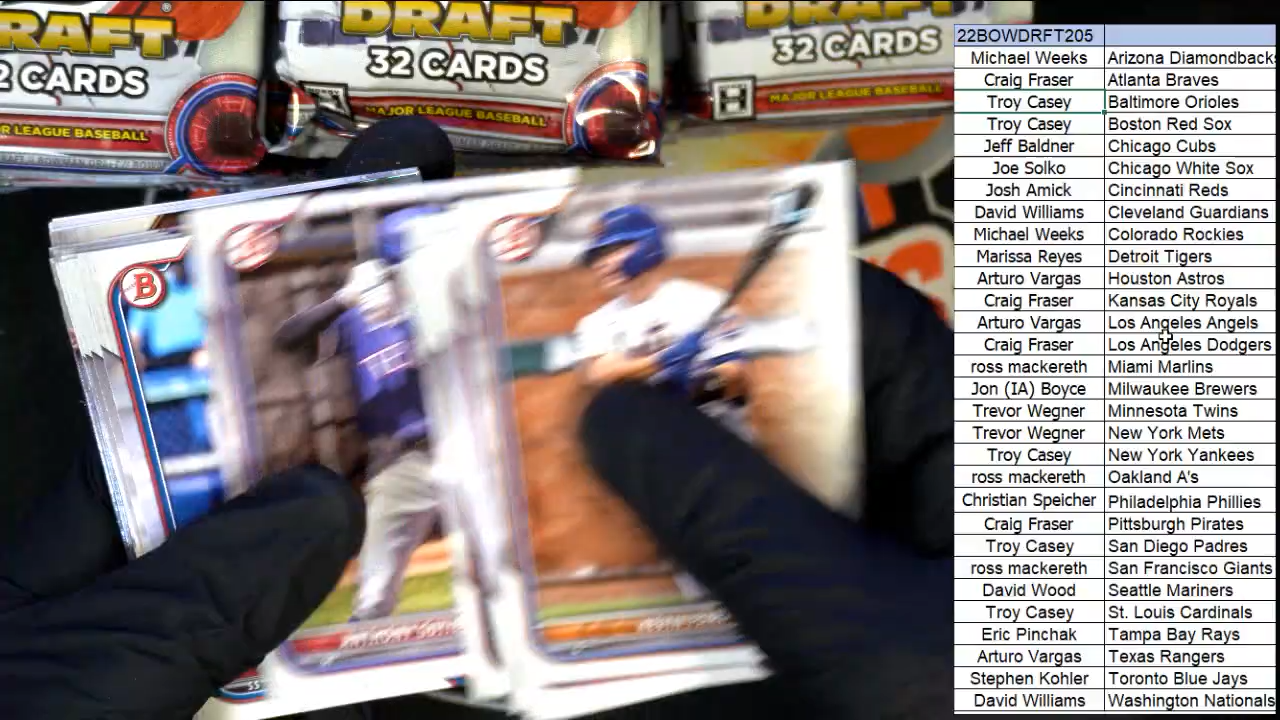 DRAFT
2 CARDS
R LEAGUE BASEBALL
DRAFT
32 CARDS
MAJOR LEAGUE BASEBALL
DRAFT
32 CARDS
MAJOR LEAGUE BASEBALL
B
55
22BOWDRFT205
Michael Weeks Arizona Diamondbacks
Craig Fraser Atlanta Braves
Troy Casey Baltimore Orioles
Troy Casey Boston Red Sox
Jeff Baldner Chicago Cubs
Joe Solko Chicago White Sox
Josh Amick Cincinnati Reds
David Williams Cleveland Guardians
Michael Weeks Colorado Rockies
Marissa Reyes Detroit Tigers
Arturo Vargas Houston Astros
Craig Fraser Kansas City Royals
Arturo Vargas Los Angeles Angels
Craig Fraser Los Angeles Dodgers
ross mackereth Miami Marlins
Jon (IA) Boyce Milwaukee Brewers
Trevor Wegner Minnesota Twins
Trevor Wegner New York Mets
Troy Casey New York Yankees
ross mackereth Oakland A's
Christian Speicher Philadelphia Phillies
Craig Fraser Pittsburgh Pirates
Troy Casey San Diego Padres
ross mackereth San Francisco Giants
David Wood Seattle Mariners
Troy Casey St. Louis Cardinals
Eric Pinchak Tampa Bay Rays
Arturo Vargas Texas Rangers
Stephen Kohler Toronto Blue Jays
David Williams Washington Nationals